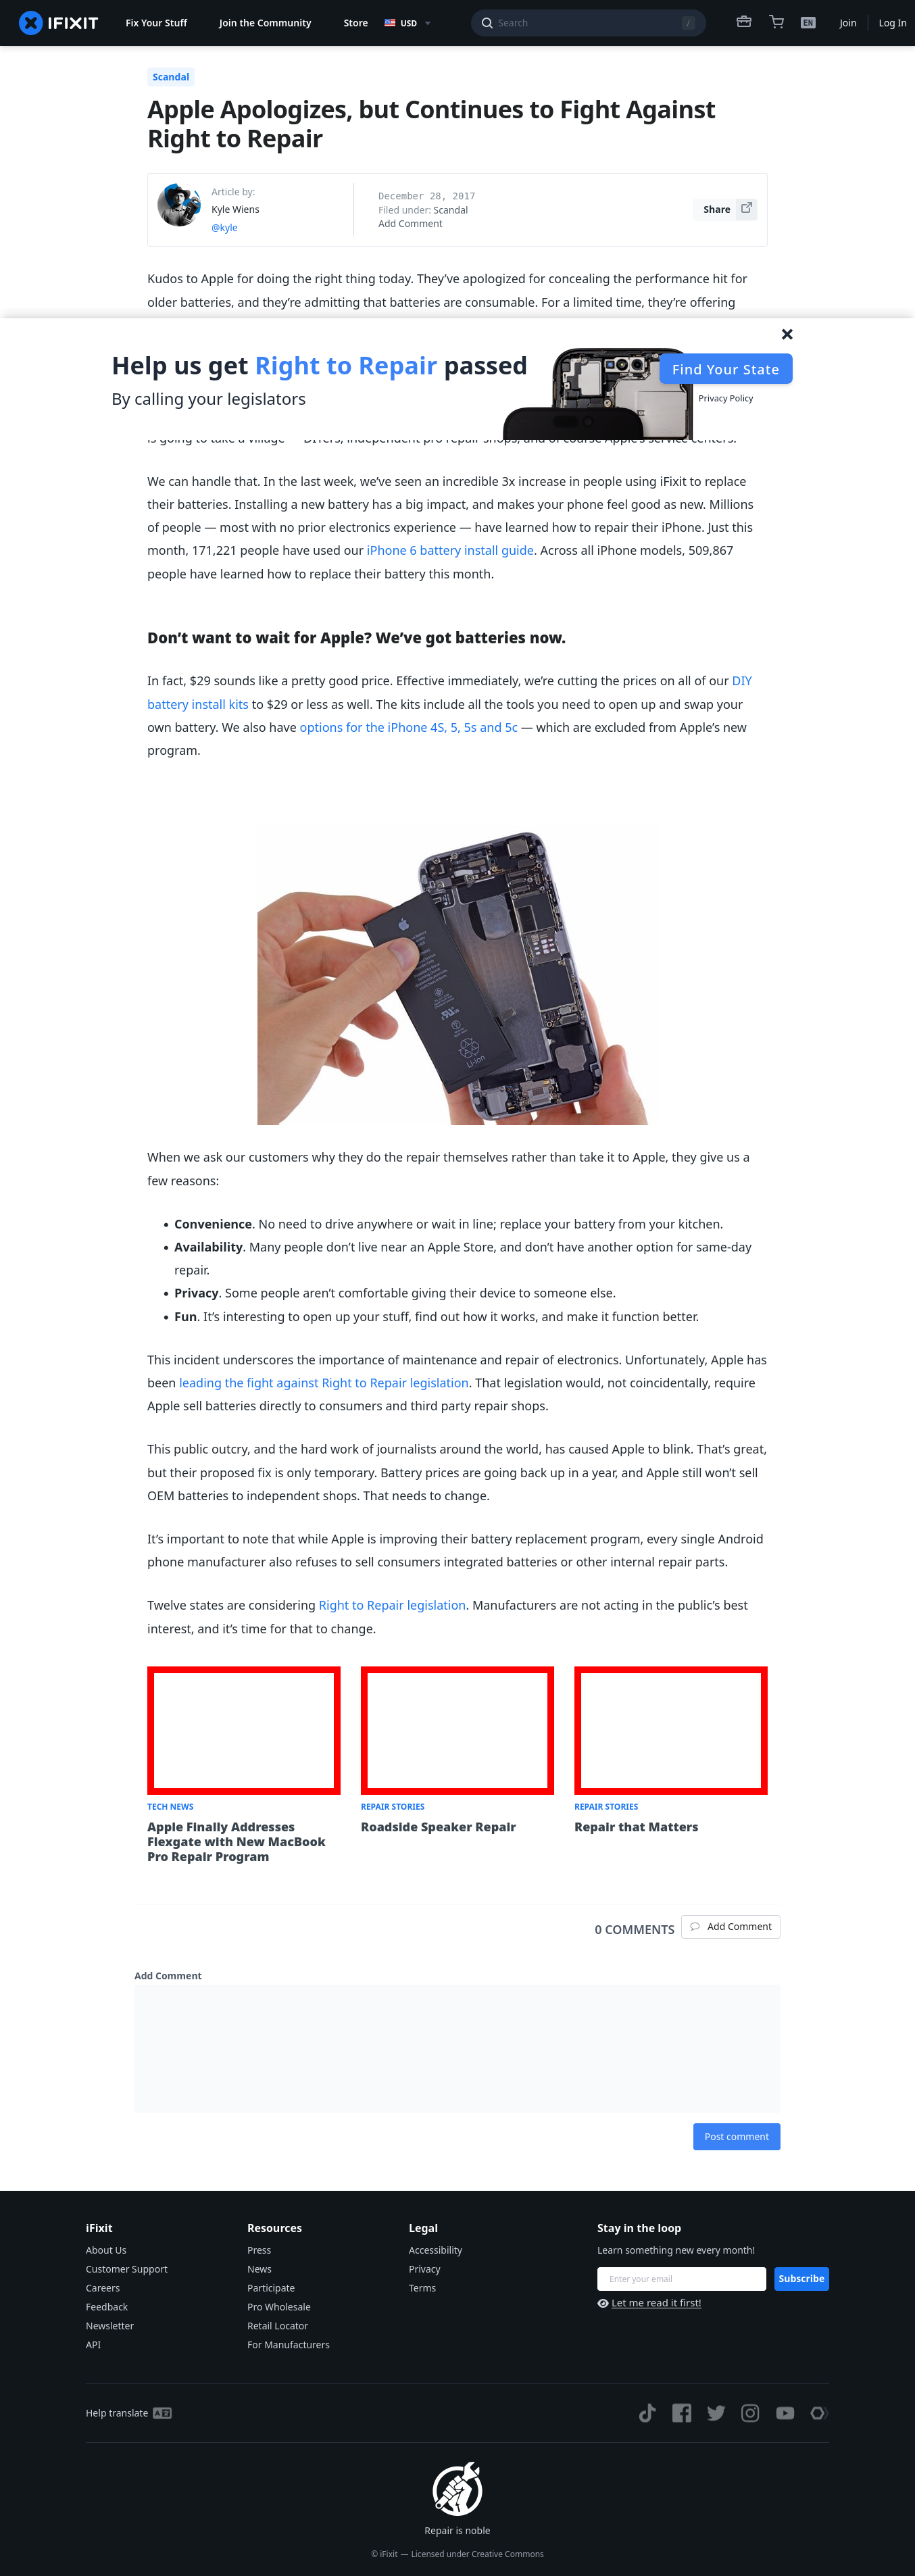 IFIXIT
Fix Your Stuff
Join the Community
Store
USD
Search
/
EN
Join
Log In
Scandal
Apple Apologizes, but Continues to Fight Against
Right to Repair
Article by:
Kyle Wiens
@kyle
December 28, 2017
Filed under: Scandal
Add Comment
Share
Kudos to Apple for doing the right thing today. They’ve apologized for concealing the performance hit for
older batteries, and they’re admitting that batteries are consumable. For a limited time, they’re offering
Help us get Right to Repair passed
By calling your legislators
Find Your State
Privacy Policy
is going to take a village — DIYers, independent pro repair shops, and of course Apple’s service centers.
We can handle that. In the last week, we’ve seen an incredible 3x increase in people using iFixit to replace
their batteries. Installing a new battery has a big impact, and makes your phone feel good as new. Millions
of people — most with no prior electronics experience — have learned how to repair their iPhone. Just this
month, 171,221 people have used our iPhone 6 battery install guide. Across all iPhone models, 509,867
people have learned how to replace their battery this month.
Don’t want to wait for Apple? We’ve got batteries now.
In fact, $29 sounds like a pretty good price. Effective immediately, we’re cutting the prices on all of our DIY
battery install kits to $29 or less as well. The kits include all the tools you need to open up and swap your
own battery. We also have options for the iPhone 4S, 5, 5s and 5c — which are excluded from Apple’s new
program.
Li-ion
When we ask our customers why they do the repair themselves rather than take it to Apple, they give us a
few reasons:
• Convenience. No need to drive anywhere or wait in line; replace your battery from your kitchen.
• Availability. Many people don’t live near an Apple Store, and don’t have another option for same-day
repair.
• Privacy. Some people aren’t comfortable giving their device to someone else.
• Fun. It’s interesting to open up your stuff, find out how it works, and make it function better.
This incident underscores the importance of maintenance and repair of electronics. Unfortunately, Apple has
been leading the fight against Right to Repair legislation. That legislation would, not coincidentally, require
Apple sell batteries directly to consumers and third party repair shops.
This public outcry, and the hard work of journalists around the world, has caused Apple to blink. That’s great,
but their proposed fix is only temporary. Battery prices are going back up in a year, and Apple still won’t sell
OEM batteries to independent shops. That needs to change.
It’s important to note that while Apple is improving their battery replacement program, every single Android
phone manufacturer also refuses to sell consumers integrated batteries or other internal repair parts.
Twelve states are considering Right to Repair legislation. Manufacturers are not acting in the public’s best
interest, and it’s time for that to change.
TECH NEWS
Apple Finally Addresses
Flexgate with New MacBook
Pro Repair Program
REPAIR STORIES
Roadside Speaker Repair
REPAIR STORIES
Repair that Matters
0 COMMENTS
Add Comment
Add Comment
Post comment
iFixit
About Us
Customer Support
Careers
Feedback
Newsletter
API
Resources
Press
News
Participate
Pro Wholesale
Retail Locator
For Manufacturers
Legal
Accessibility
Privacy
Terms
Stay in the loop
Learn something new every month!
Enter your email
Subscribe
Let me read it first!
Help translate
Repair is noble
© iFixit — Licensed under Creative Commons